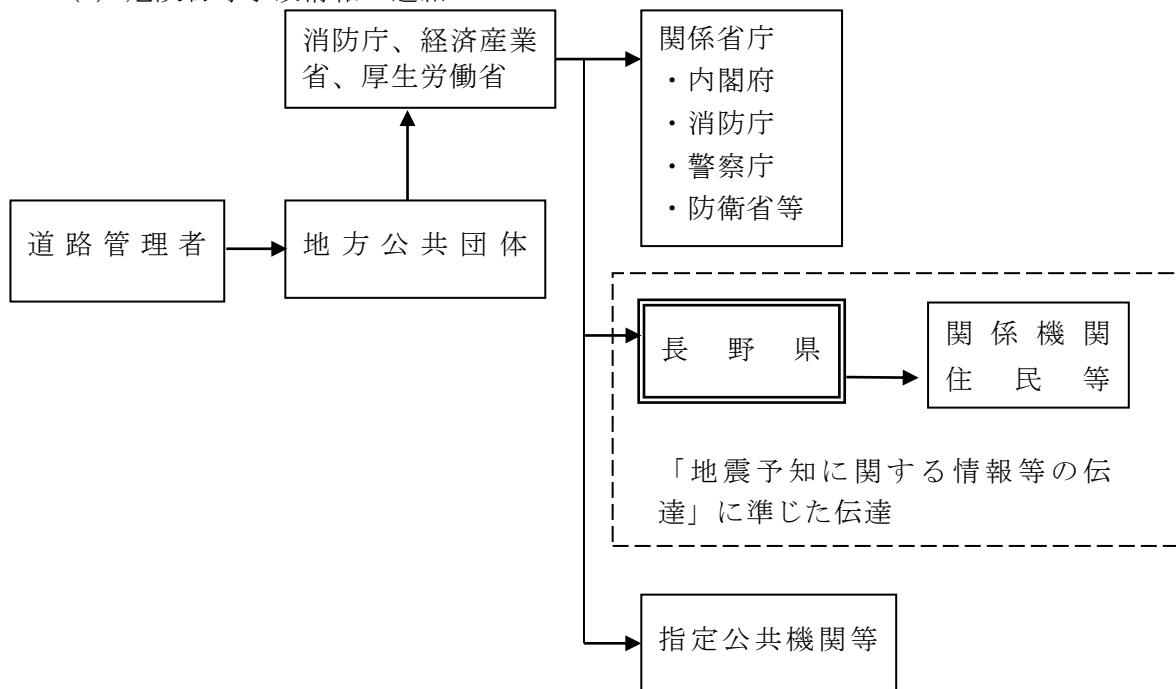 消防庁、経済産業
省、厚生労働省
関係省庁
・内閣府
・消防庁
・警察庁
・防衛省等
道路管理者
地方公共団体
長野県
関係機関
住民等
「地震予知に関する情報等の伝
達」に準じた伝達
指定公共機関等